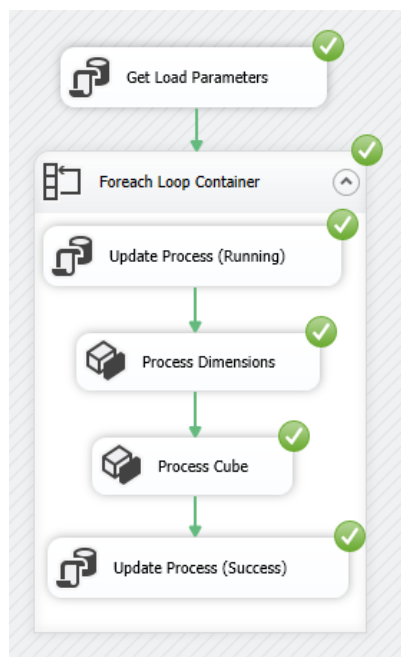 Get Load Parameters
Foreach Loop Container
Update Process (Running)
Process Dimensions
Process Cube
Update Process (Success)